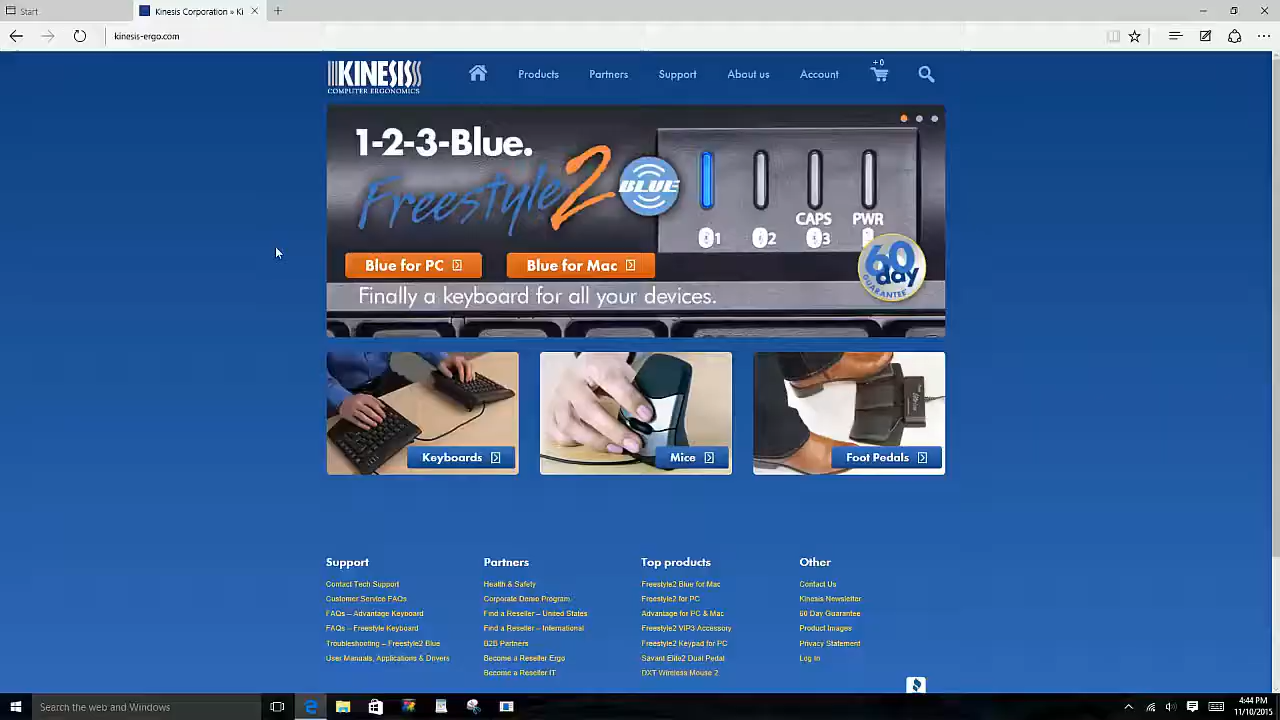 Start
Kinesis Corporation » Ki
kinesis-ergo.com
KINESIS
COMPUTER ERGONOMICS
Products
Partners
Support
About us
Account
+0
1-2-3-Blue.
Freestyle2
BLUE
CAPS
PWR
1
2
3
60
day
GUARANTEE
Blue for PC
Blue for Mac
Finally a keyboard for all your devices.
Keyboards
Mice
Foot Pedals
Support
Contact Tech Support
Customer Service FAQs
FAQs – Advantage Keyboard
FAQs – Freestyle Keyboard
Troubleshooting – Freestyle2 Blue
User Manuals, Applications & Drivers
Partners
Health & Safety
Corporate Demo Program
Find a Reseller – United States
Find a Reseller – International
B2B Partners
Become a Reseller Ergo
Become a Reseller IT
Top products
Freestyle2 Blue for Mac
Freestyle2 for PC
Advantage for PC & Mac
Freestyle2 VIP3 Accessory
Freestyle2 Keypad for PC
Savant Elite2 Dual Pedal
DXT Wireless Mouse 2
Other
Contact Us
Kinesis Newsletter
60 Day Guarantee
Product Images
Privacy Statement
Log In
Search the web and Windows
4:44 PM
11/10/2015